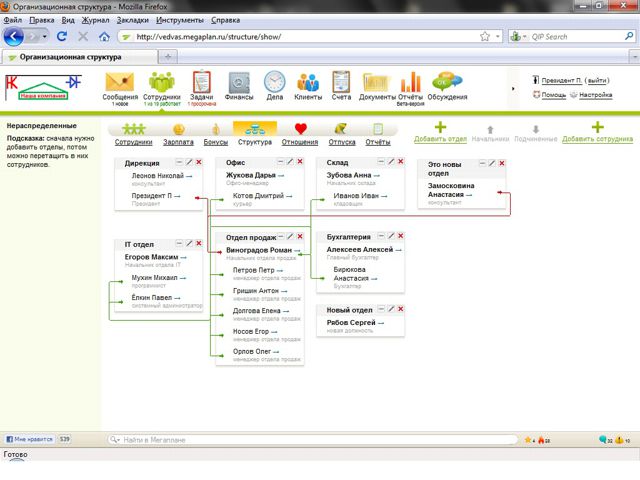 Организационная структура - Mozilla Firefox
Файл Правка Вид Журнал Закладки Инструменты Справка
http://vedvas.megaplan.ru/structure/show/
QIP Search
Организационная структура
Наша компания
Сообщения Сотрудники Задачи Финансы Дела Клиенты Счета Документы Отчёты Обсуждения
1 новое 1 из 19 работает 1 просрочена Бета-версия
Президент П. (выйти)
Помощь Настройка
Нераспределенные
Подсказка: сначала нужно добавить отделы, потом можно перетащить в них сотрудников.
Сотрудники Зарплата Бонусы Структура Отношения Отпуска Отчёты
Добавить отдел Начальники Подчиненные Добавить сотрудника
Дирекция
Леонов Николай →
консультант
Президент П →
Президент
Офис
Жукова Дарья →
Офис-менеджер
Котов Дмитрий →
курьер
Склад
Зубова Анна →
Начальник склада
Иванов Иван →
кладовщик
Это новы отдел
Замосковина Анастасия →
консультант
IT отдел
Егоров Максим →
Начальник отдела IT
Мухин Михаил →
програмист
Ёлкин Павел →
системный администратор
Отдел продаж
Виноградов Роман →
Начальник отдела продаж
Петров Петр →
менеджер отдела продаж
Гришин Антон →
менеджер отдела продаж
Долгова Елена →
менеджер отдела продаж
Носов Егор →
менеджер отдела продаж
Орлов Олег →
менеджер отдела продаж
Бухгалтерия
Алексеев Алексей →
Главный бухгалтер
Бирюкова Анастасия →
Бухгалтер
Новый отдел
Рябов Сергей →
новая должность
Мне нравится 539
Найти в Мегаплане
Готово